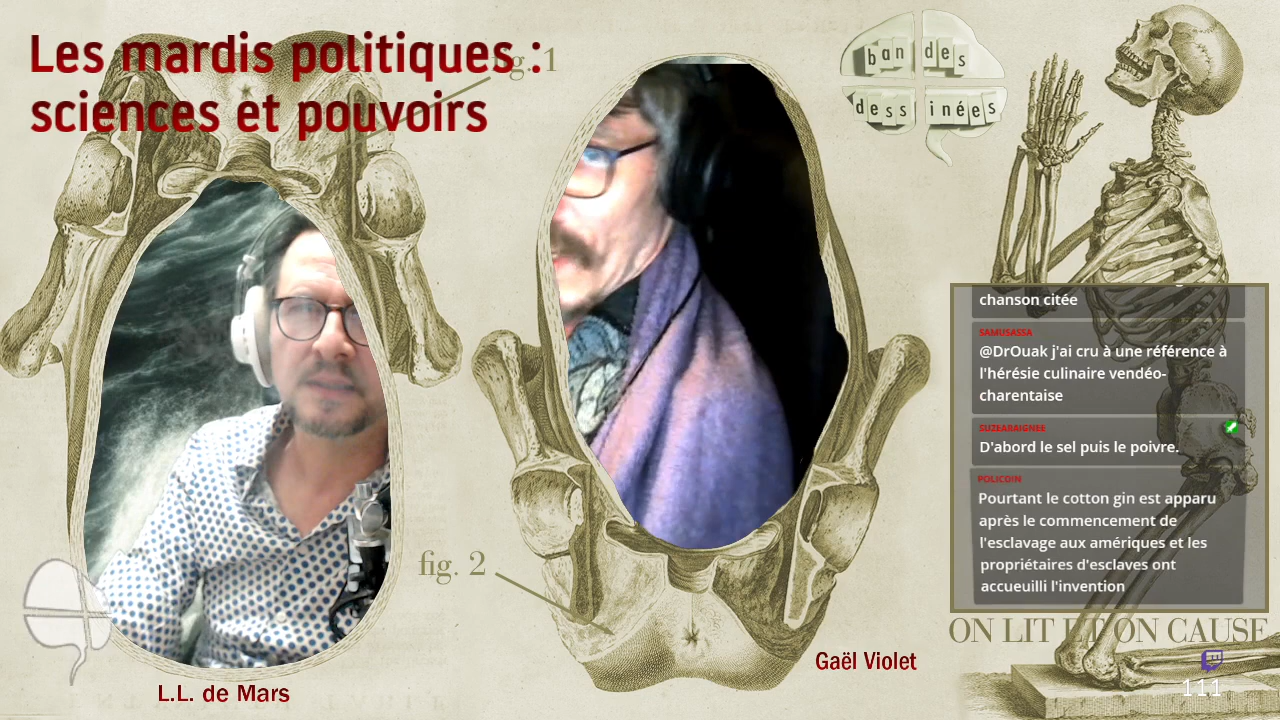 Les mardis politiques :
sciences et pouvoirs
fig. 1
ban des
dess inées
chanson citée
SAMUSASSA
@DrOuak j'ai cru à une référence à
l'hérésie culinaire vendéo-
charentaise
SUZEARAIGNEE
D'abord le sel puis le poivre.
POLICOIN
Pourtant le cotton gin est apparu
après le commencement de
l'esclavage aux amériques et les
propriétaires d'esclaves ont
accueuilli l'invention
fig. 2
ON LIT ET ON CAUSE
Gaël Violet
111
L.L. de Mars